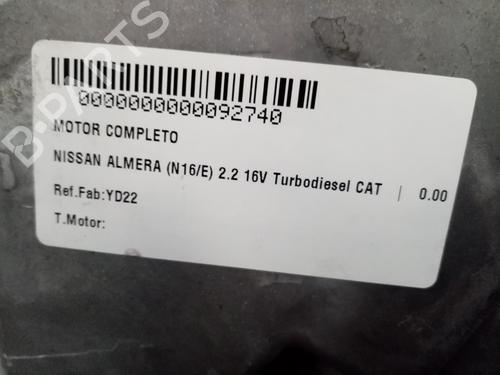 0000000000092740
MOTOR COMPLETO
NISSAN ALMERA (N16/E) 2.2 16V Turbodiesel CAT | 0.00
Ref.Fab:YD22
T.Motor:
B-PARTS